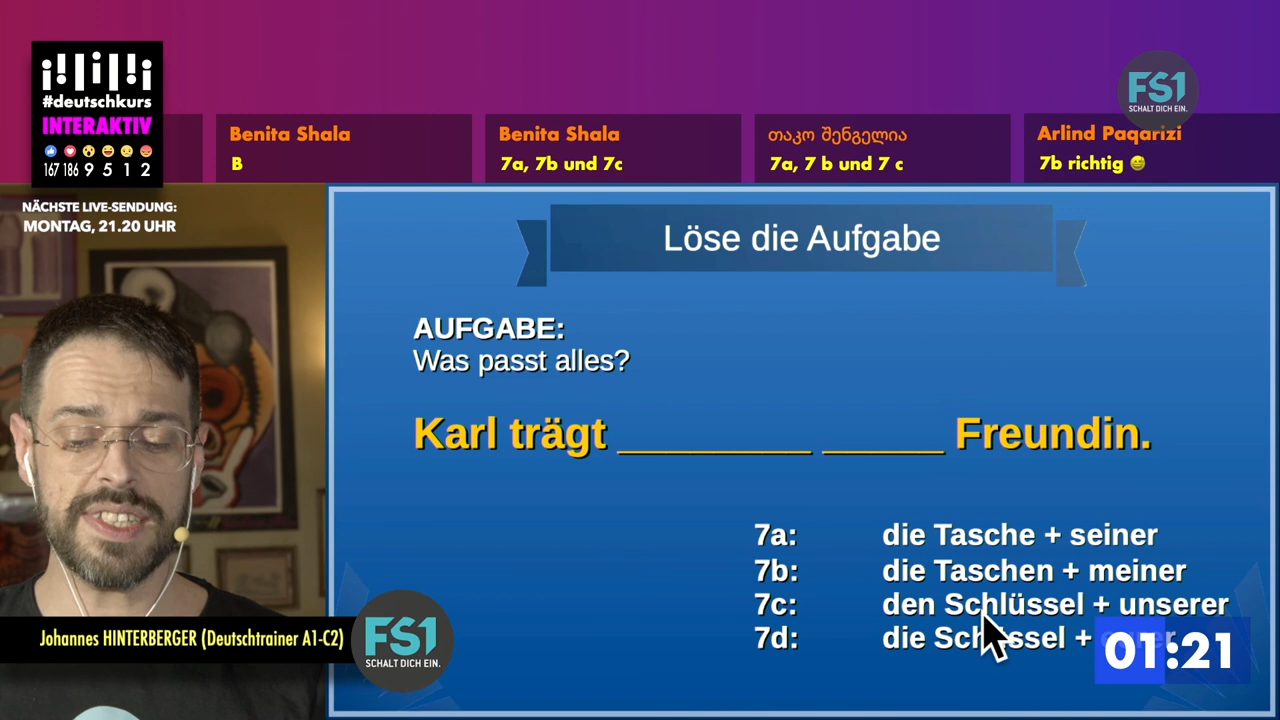 #deutschkurs
INTERAKTIV
167 186 9 5 1 2
NÄCHSTE LIVE-SENDUNG:
MONTAG, 21.20 UHR
Benita Shala
B
Benita Shala
7a, 7b und 7c
თაკო შენგელია
7a, 7 b und 7 c
Arlind Paqarizi
7b richtig 😅
FS1
SCHALT DICH EIN.
Löse die Aufgabe
AUFGABE:
Was passt alles?
Karl trägt ________ _____ Freundin.
7a: die Tasche + seiner
7b: die Taschen + meiner
7c: den Schlüssel + unserer
7d: die +
01:21
Johannes HINTERBERGER (Deutschtrainer A1-C2)
FS1
SCHALT DICH EIN.